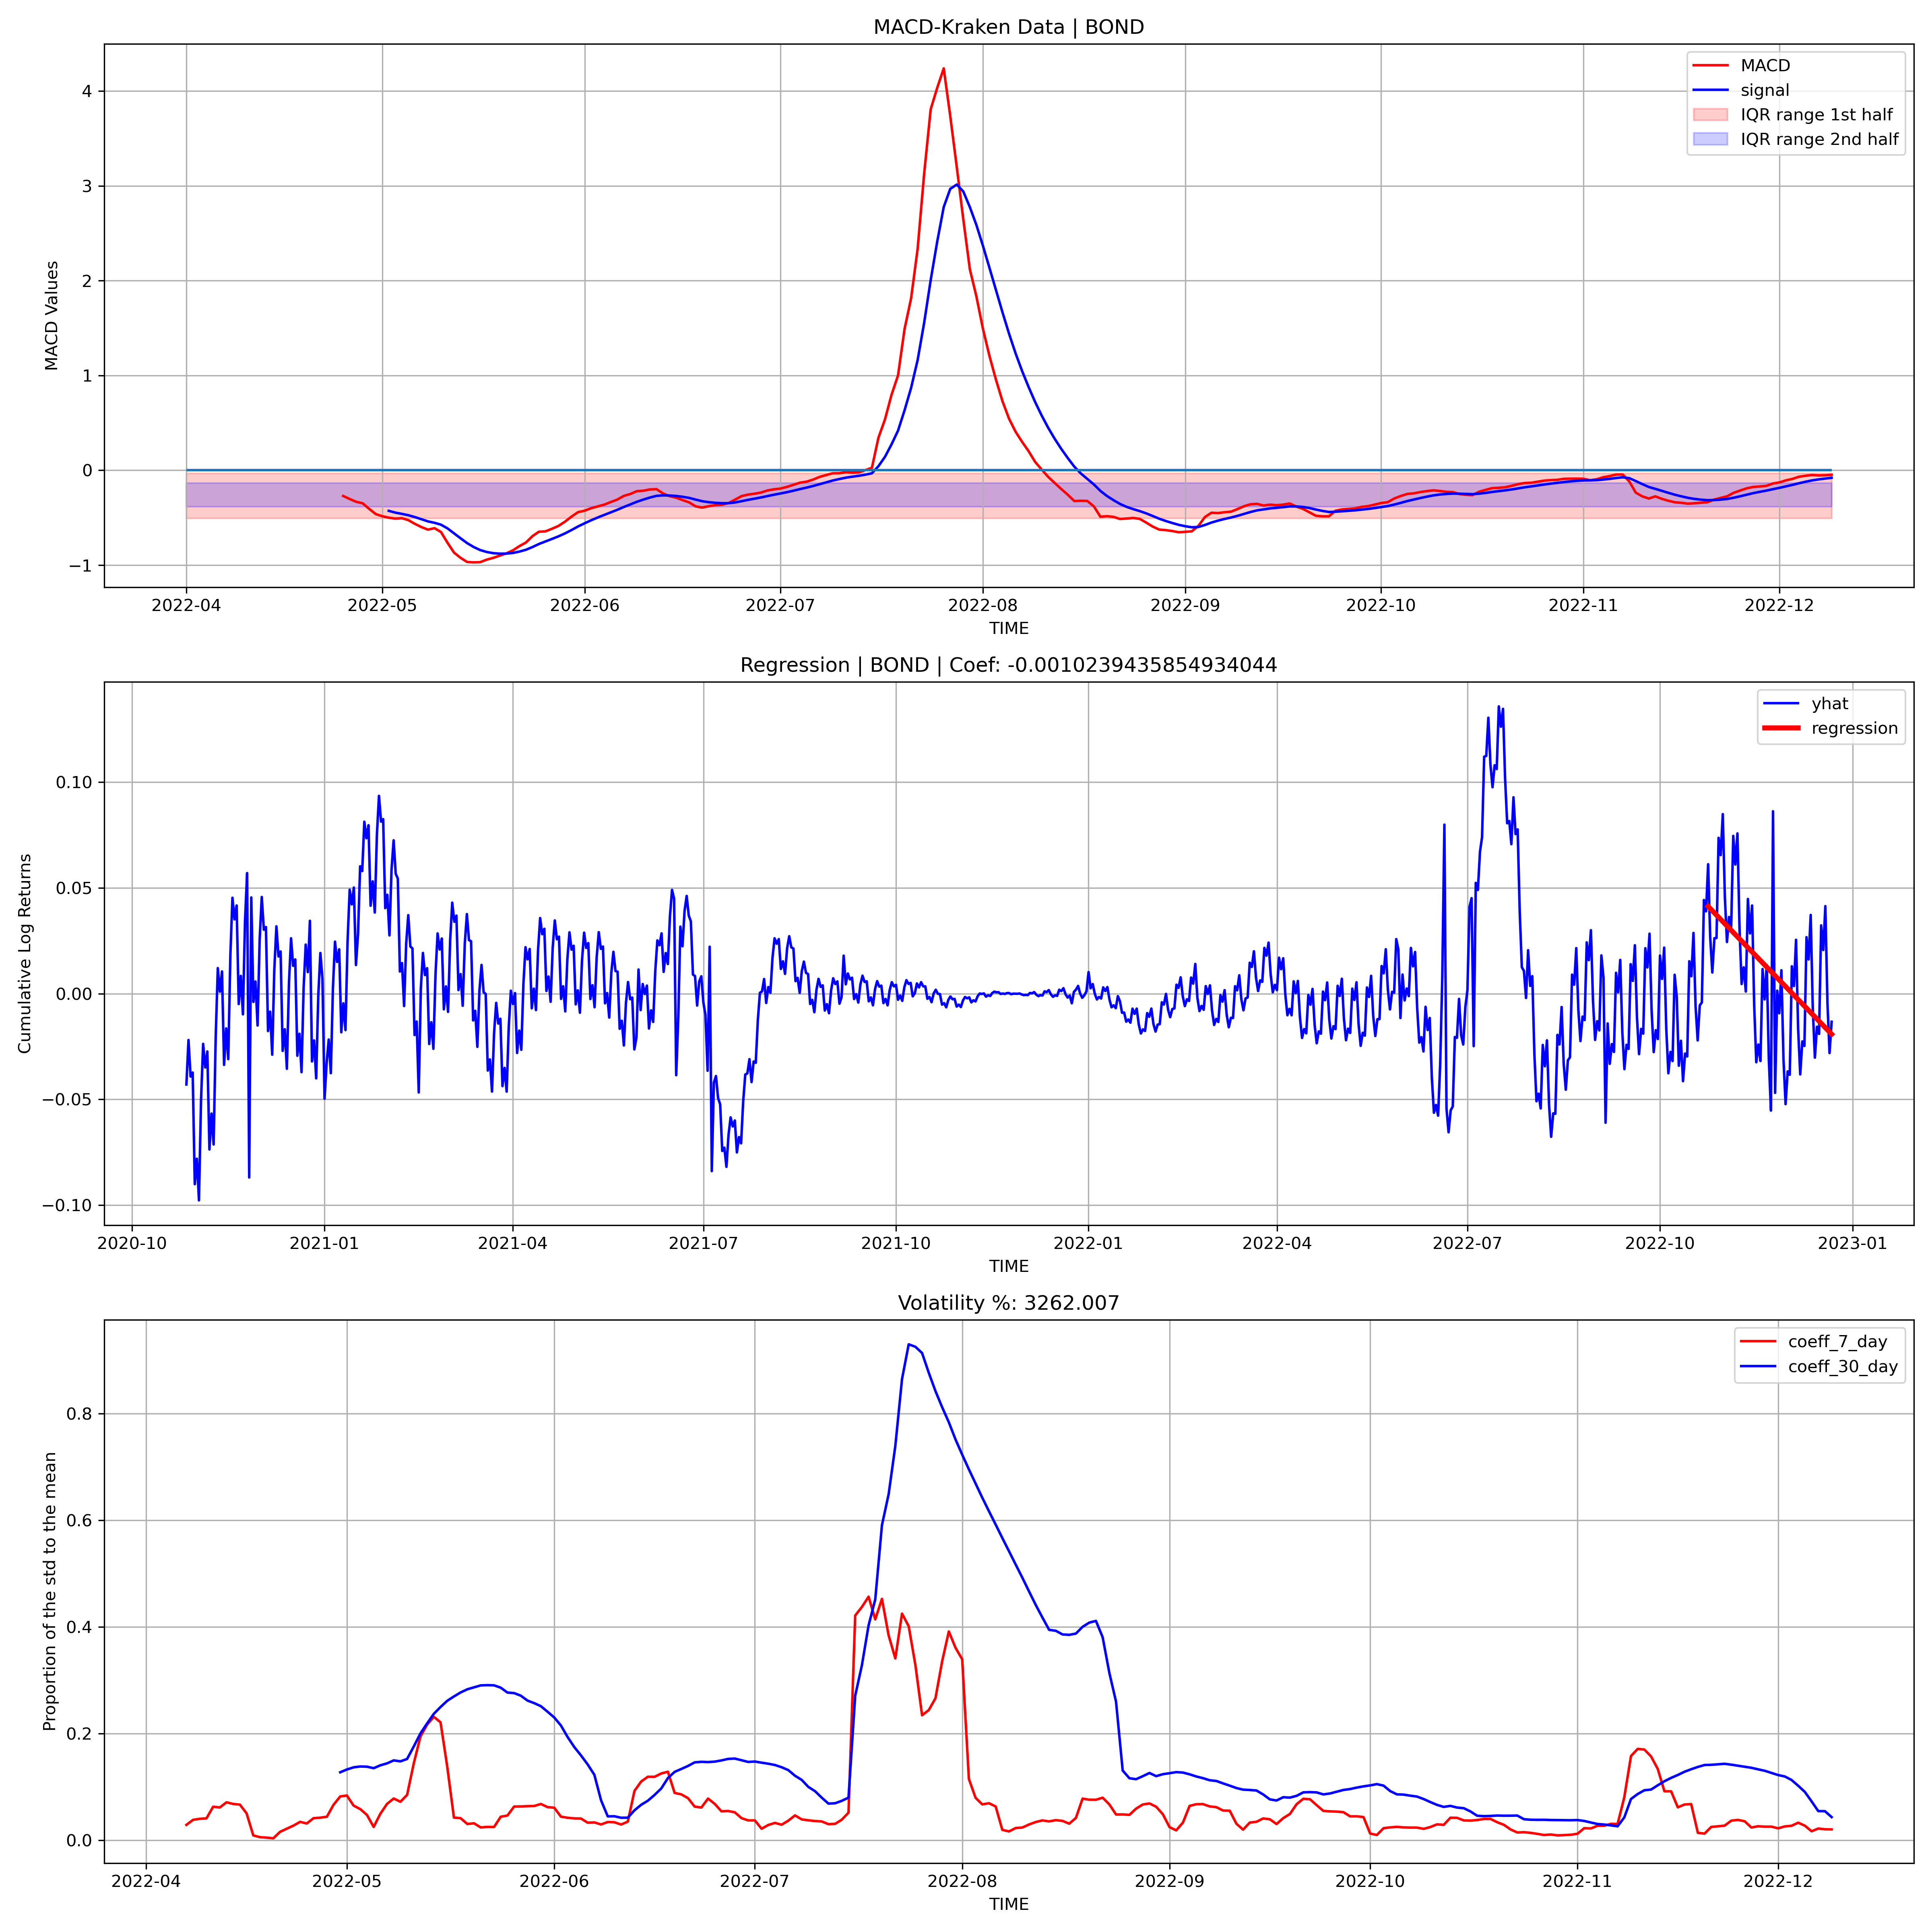 MACD-Kraken Data | BOND
MACD
signal
IQR range 1st half
IQR range 2nd half
MACD Values
4
3
2
1
0
−1
2022-04 2022-05 2022-06 2022-07 2022-08 2022-09 2022-10 2022-11 2022-12
TIME
Regression | BOND | Coef: -0.0010239435854934044
yhat
regression
Cumulative Log Returns
0.10
0.05
0.00
−0.05
−0.10
2020-10 2021-01 2021-04 2021-07 2021-10 2022-01 2022-04 2022-07 2022-10 2023-01
TIME
Volatility %: 3262.007
coeff_7_day
coeff_30_day
Proportion of the std to the mean
0.8
0.6
0.4
0.2
0.0
2022-04 2022-05 2022-06 2022-07 2022-08 2022-09 2022-10 2022-11 2022-12
TIME